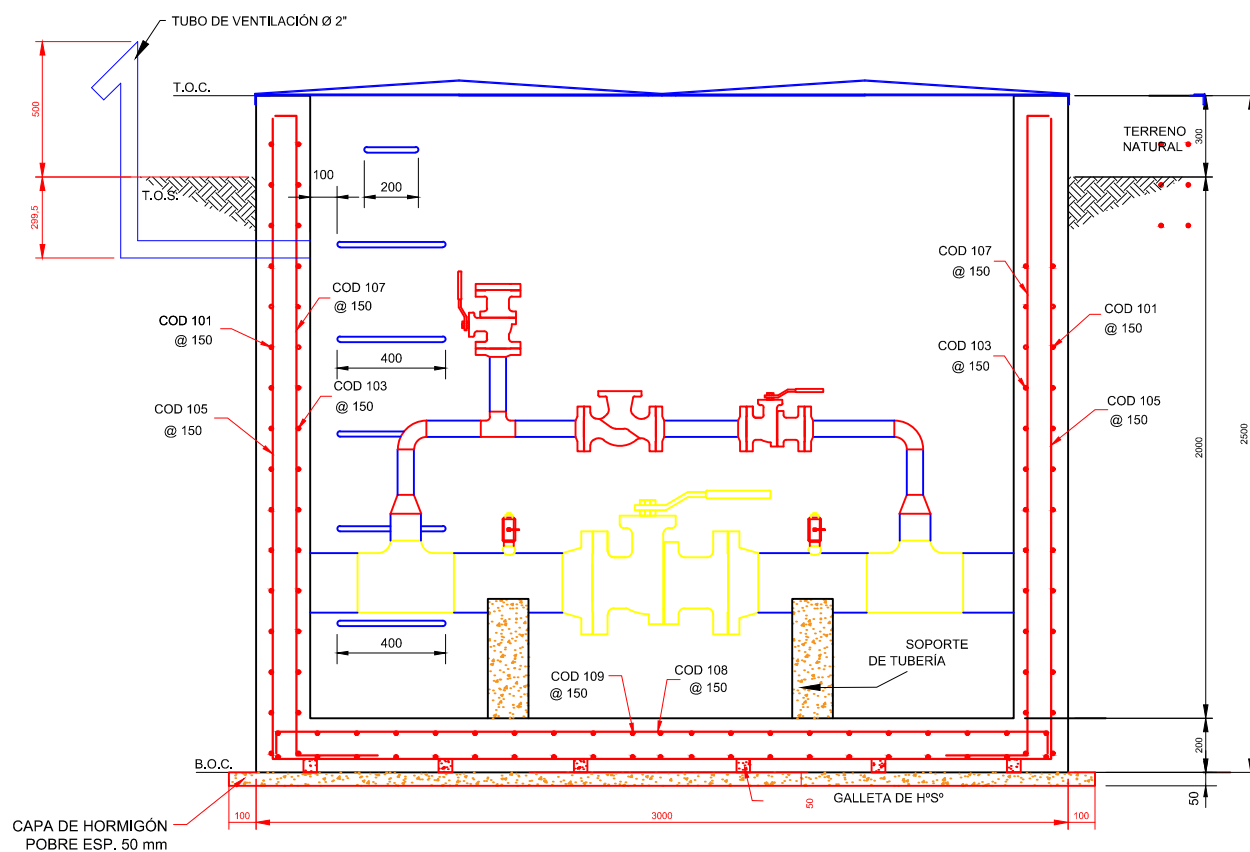 TUBO DE VENTILACIÓN Ø 2"
T.O.C.
500
299,5
T.O.S.
100
200
TERRENO
NATURAL
300
COD 107
@ 150
COD 101
@ 150
400
COD 103
@ 150
COD 105
@ 150
COD 107
@ 150
COD 101
@ 150
COD 103
@ 150
COD 105
@ 150
2000
2500
400
SOPORTE
DE TUBERÍA
COD 109
@ 150
COD 108
@ 150
200
B.O.C.
GALLETA DE HºSº
50
50
CAPA DE HORMIGÓN
POBRE ESP. 50 mm
100
3000
100